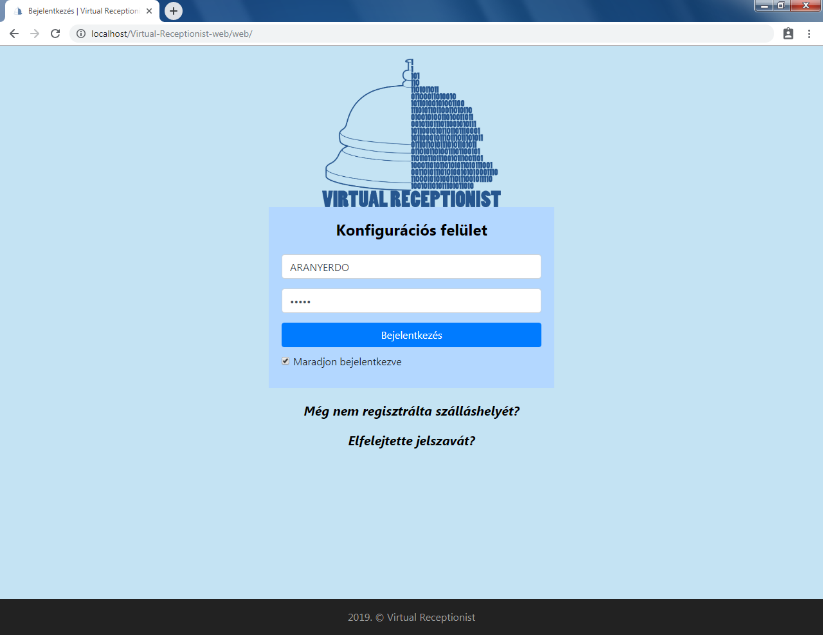 Bejelentkezés | Virtual Reception
localhost/Virtual-Receptionist-web/web/
VIRTUAL RECEPTIONIST
Konfigurációs felület
ARANYERDO
•••••
Bejelentkezés
Maradjon bejelentkezve
Még nem regisztrálta szálláshelyét?
Elfelejtette jelszavát?
2019. © Virtual Receptionist